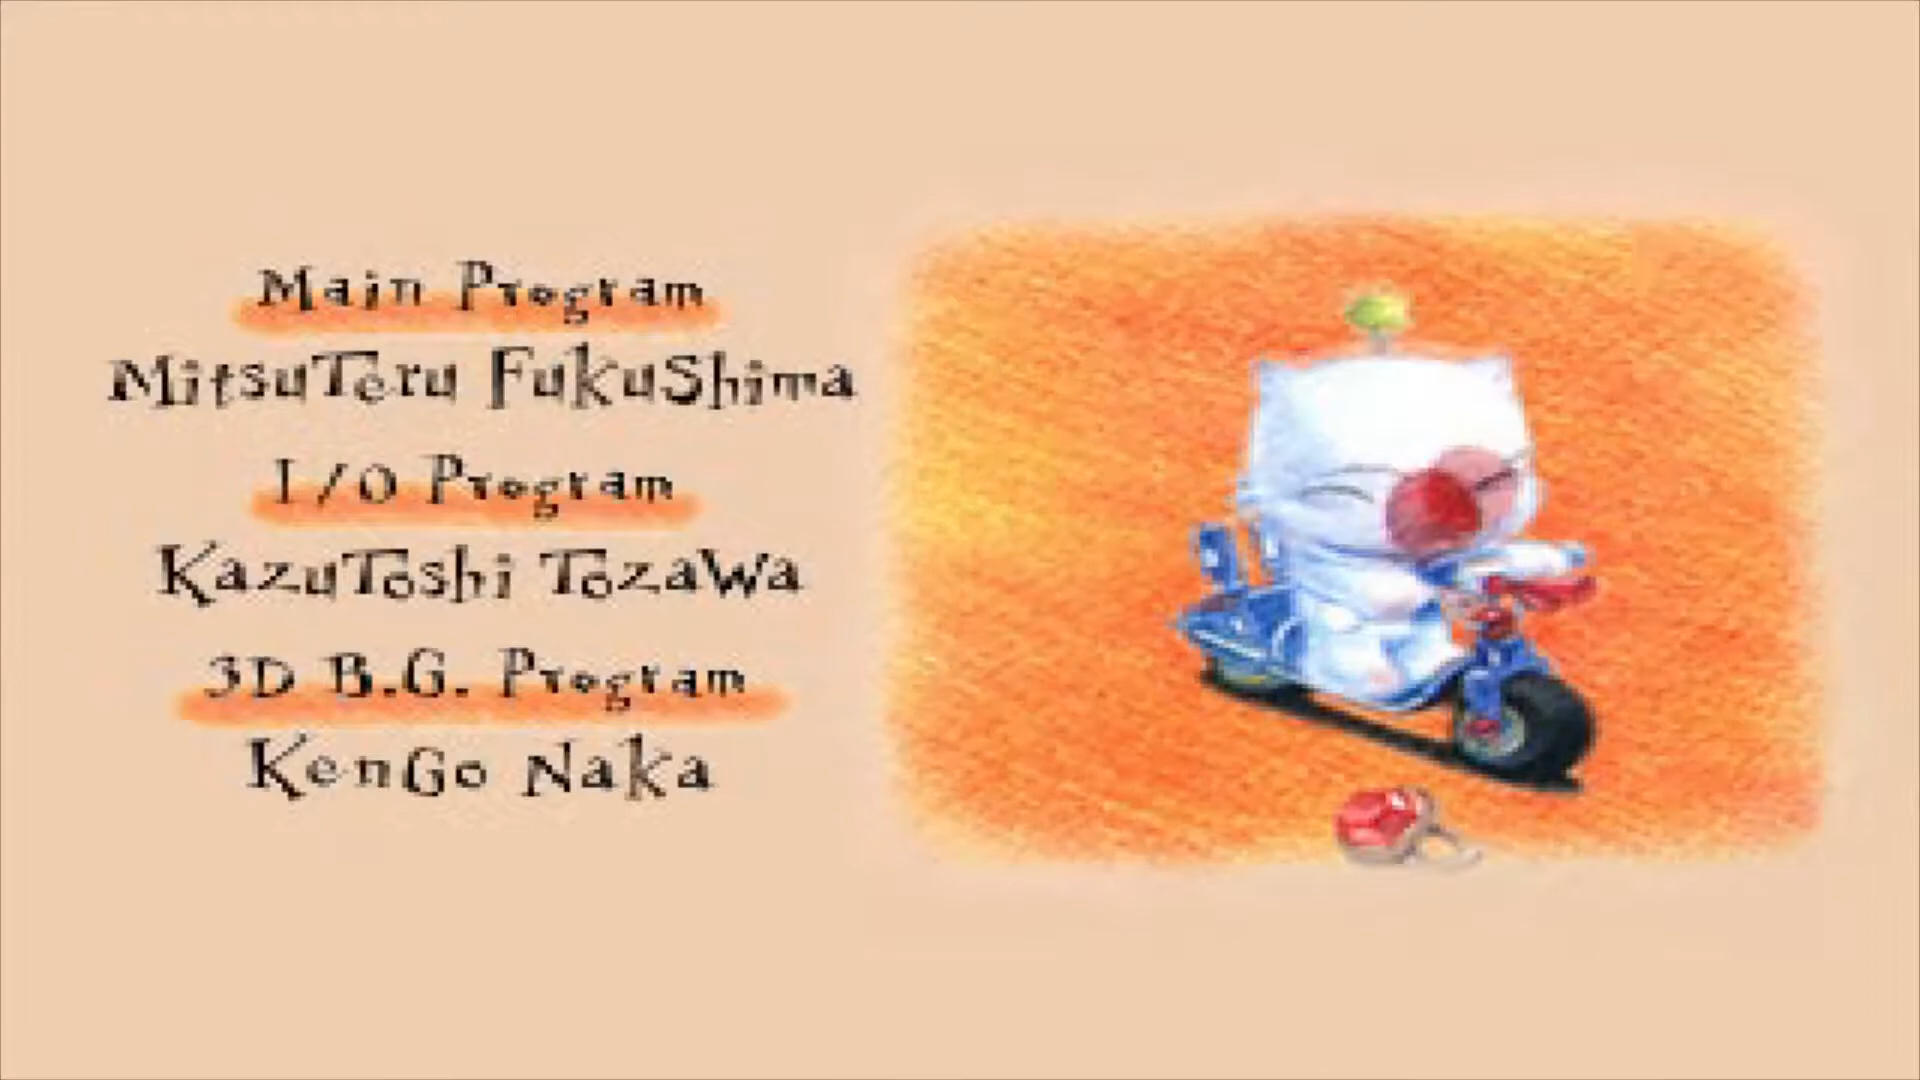 Main Program
MitsuTeru FukuShima
I/O Program
KazuToshi TozaWa
3D B.G. Program
KenGo Naka